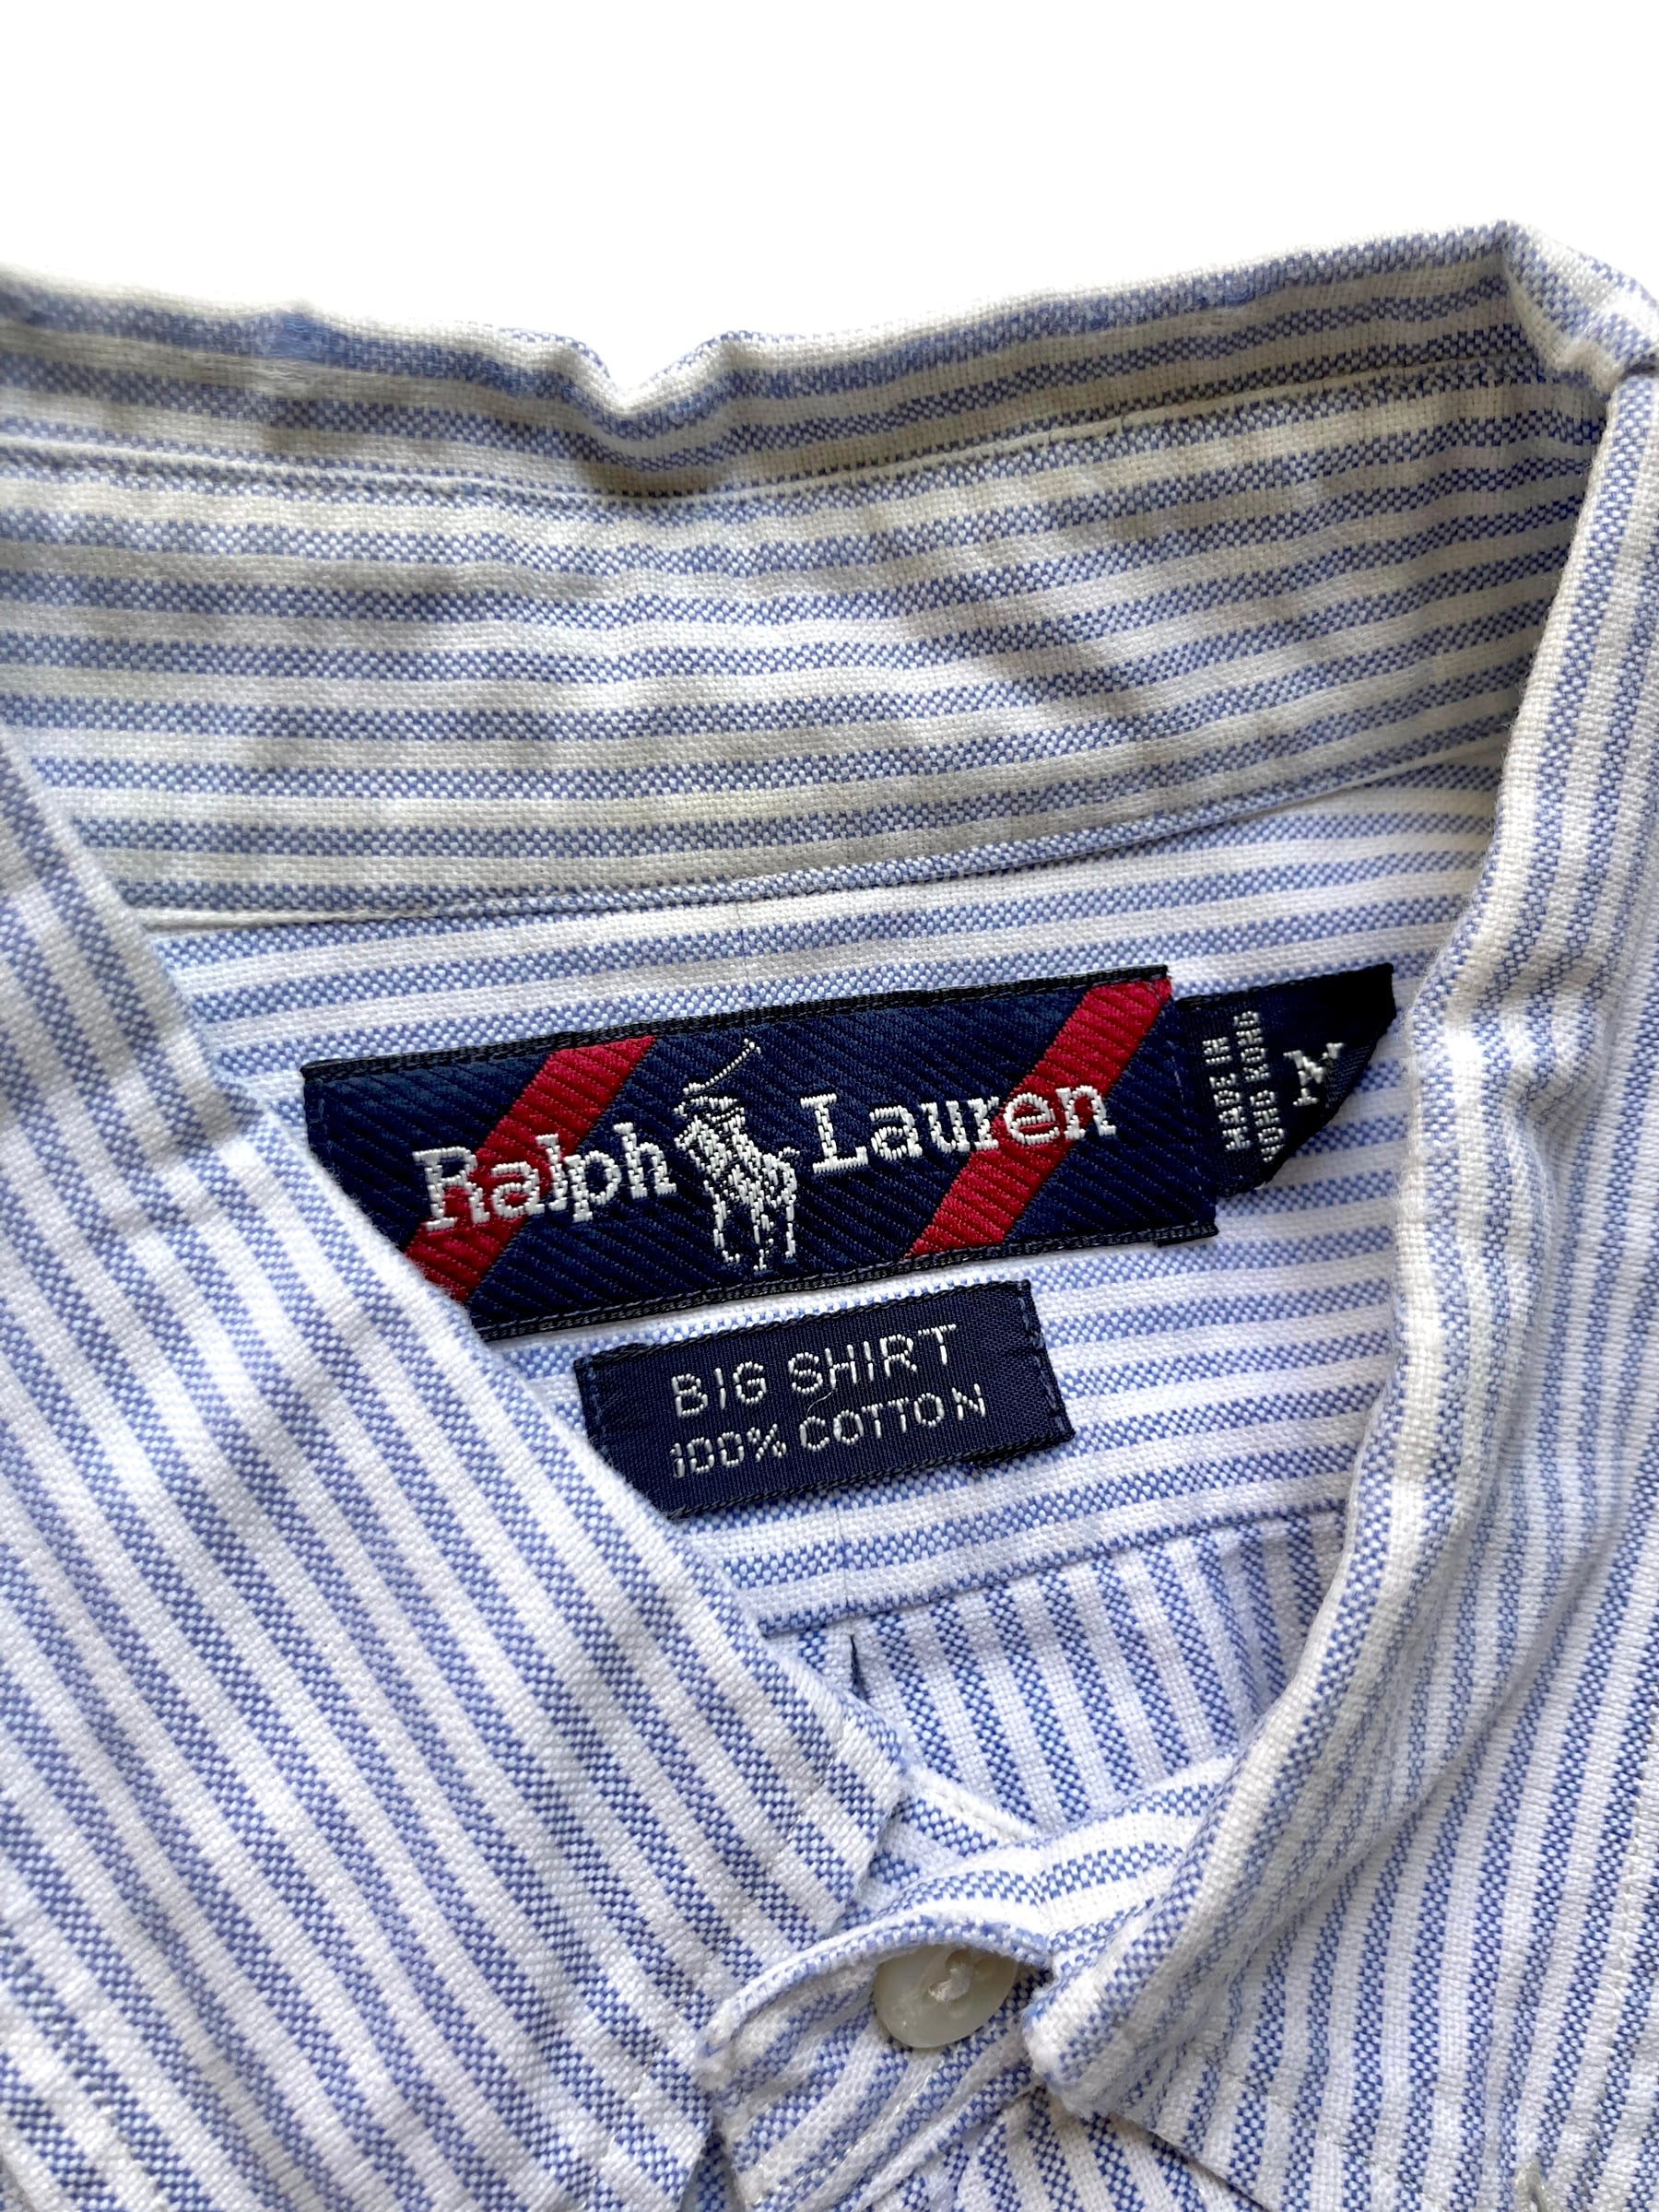 Ralph Lauren
MADE IN
HONG KONG
M
BIG SHIRT
100% COTTON